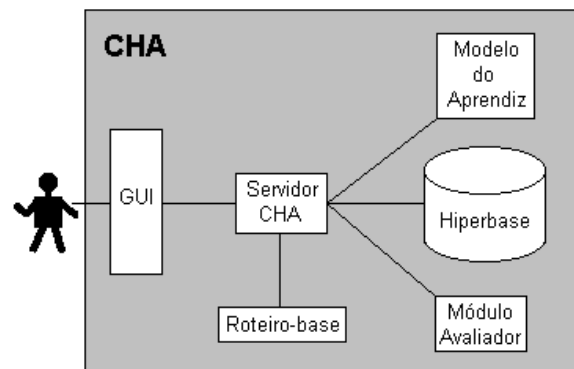 CHA
Modelo
do
Aprendiz
GUI
Servidor
CHA
Hiperbase
Roteiro-base
Módulo
Avaliador